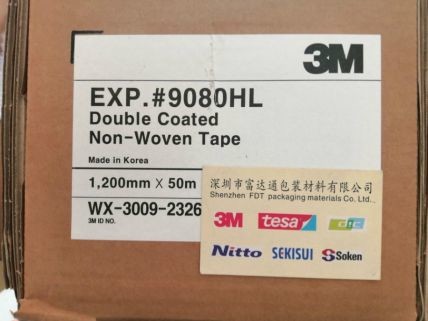 3M
EXP.#9080HL
Double Coated
Non-Woven Tape
Made in Korea
1,200mm X 50m
WX-3009-2326
3M ID NO.
深圳市富达通包装材料有限公司
Shenzhen FDT packaging materials Co. Ltd.,
3M tesa dic
Nitto SEKISUI Soken